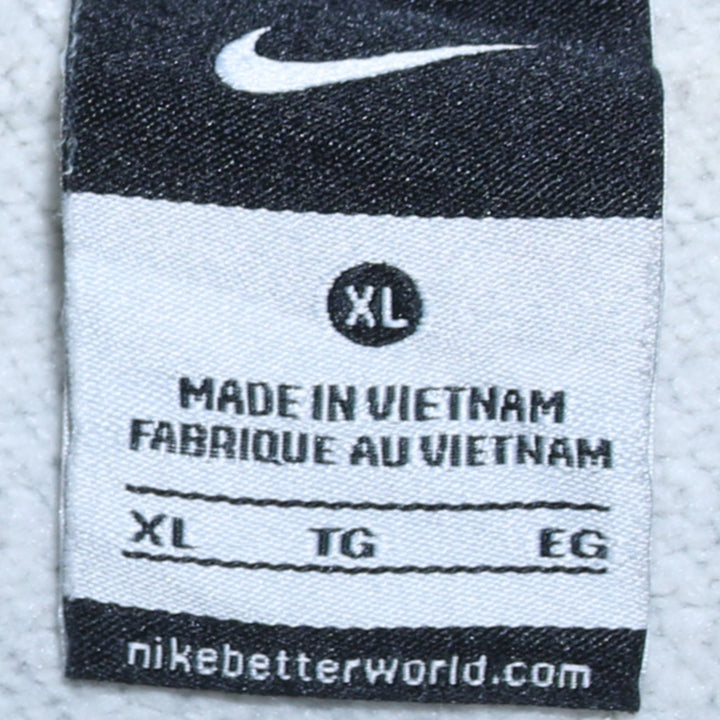 XL
MADE IN VIETNAM
FABRIQUE AU VIETNAM
XL TG EG
nikebetterworld.com